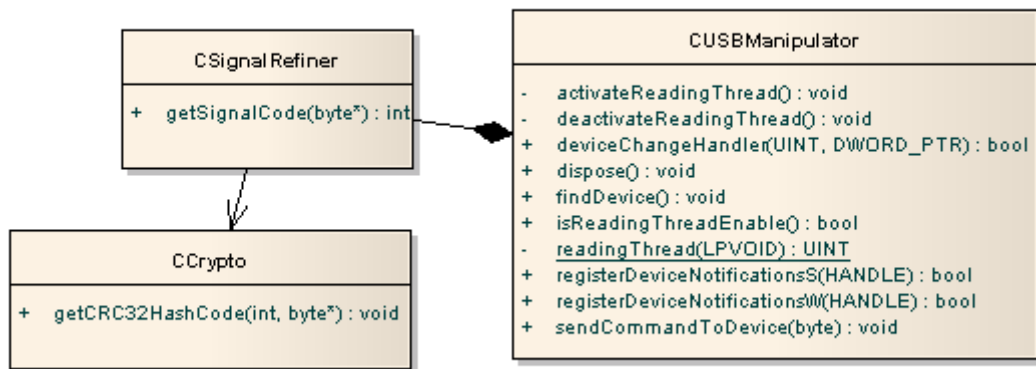 CSignalRefiner
+ getSignalCode(byte*) : int
CCrypto
+ getCRC32HashCode(int, byte*) : void
CUSBManipulator
- activateReadingThread() : void
- deactivateReadingThread() : void
+ deviceChangeHandler(UINT, DWORD_PTR) : bool
+ dispose() : void
+ findDevice() : void
+ isReadingThreadEnable() : bool
- readingThread(LPVOID) : UINT
+ registerDeviceNotificationsS(HANDLE) : bool
+ registerDeviceNotificationsW(HANDLE) : bool
+ sendCommandToDevice(byte) : void